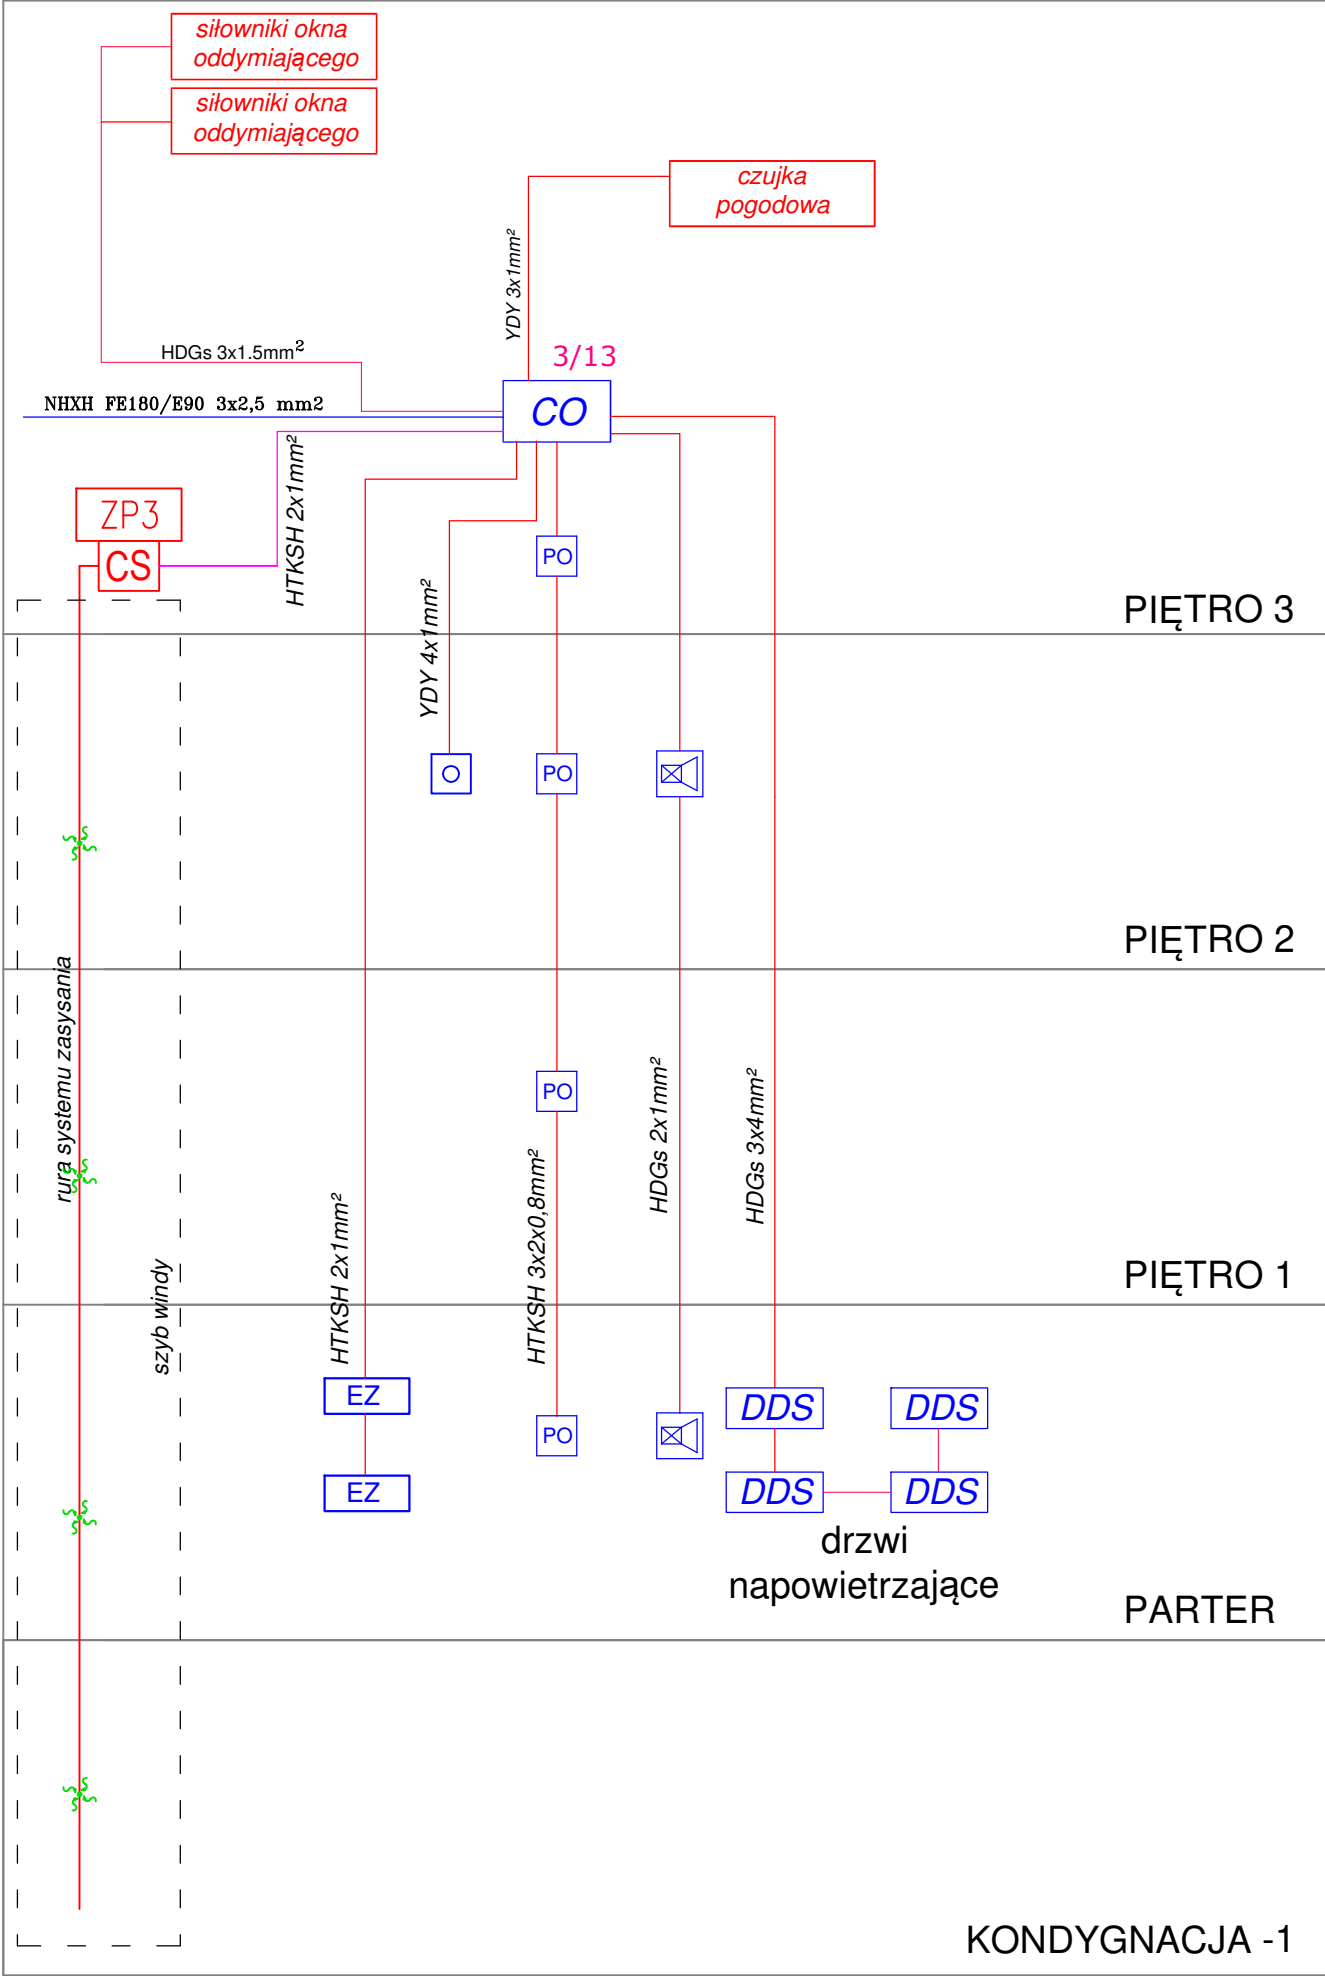 siłowniki okna
oddymiającego
siłowniki okna
oddymiającego
czujka
pogodowa
YDY 3x1mm²
HDGs 3x1.5mm²
3/13
NHXH FE180/E90 3x2,5 mm2
CO
HTKSH 2x1mm²
ZP3
CS
PO
YDY 4x1mm²
PIĘTRO 3
O
PO
PIĘTRO 2
rura systemu zasysania
PO
HDGs 2x1mm²
HDGs 3x4mm²
HTKSH 2x1mm²
HTKSH 3x2x0,8mm²
szyb windy
PIĘTRO 1
EZ
PO
DDS
DDS
EZ
DDS
DDS
drzwi
napowietrzające
PARTER
KONDYGNACJA -1